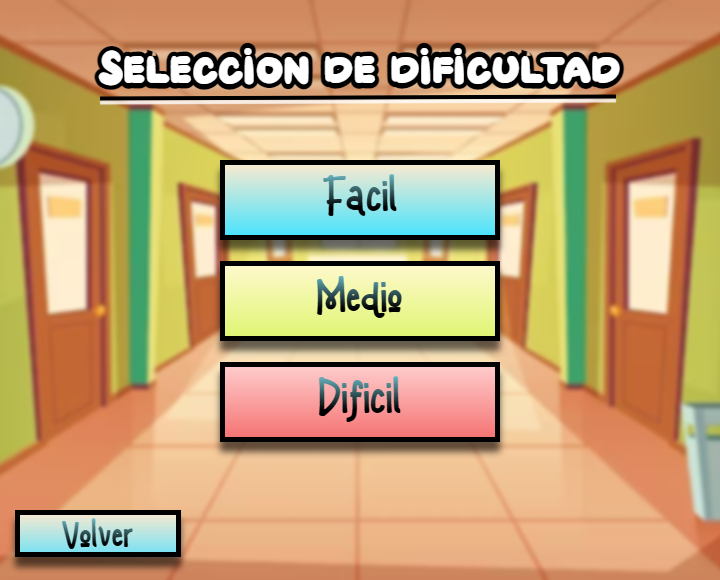 Seleccion de dificultad
Facil
Medio
Dificil
Volver